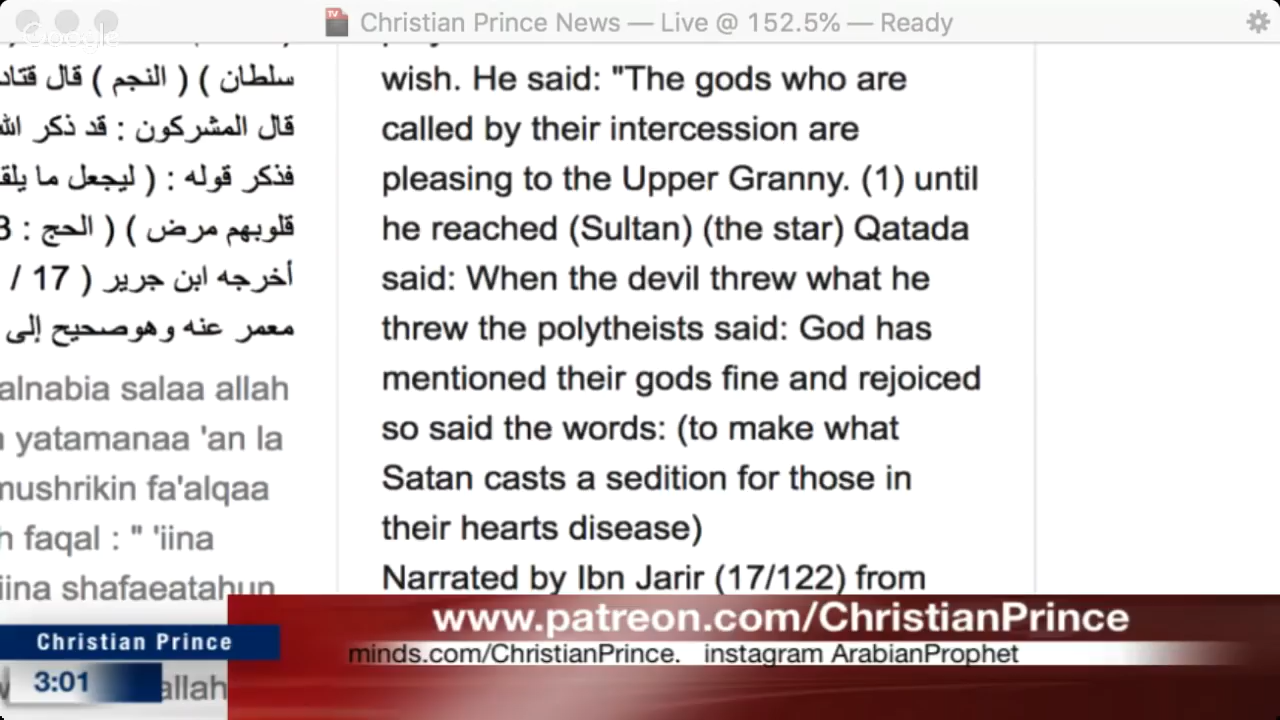 Christian Prince News — Live @ 152.5% — Ready
Google
سلطان ) ( النجم ) قال قتاد
قال المشركون : قد ذكر الله
فذكر قوله : ( ليجعل ما يلق
قلوبهم مرض ) ( الحج :
أخرجه ابن جرير ( 17 /
معمر عنه وهوصحيح إلى
alnabia salaa allah
yatamanaa 'an la
mushrikin fa'alqaa
faqal : " 'iina
iina shafaeatahun
allah
wish. He said: "The gods who are
called by their intercession are
pleasing to the Upper Granny. (1) until
he reached (Sultan) (the star) Qatada
said: When the devil threw what he
threw the polytheists said: God has
mentioned their gods fine and rejoiced
so said the words: (to make what
Satan casts a sedition for those in
their hearts disease)
Narrated by Ibn Jarir (17/122) from
www.patreon.com/ChristianPrince
Christian Prince
minds.com/ChristianPrince. instagram ArabianProphet
3:01